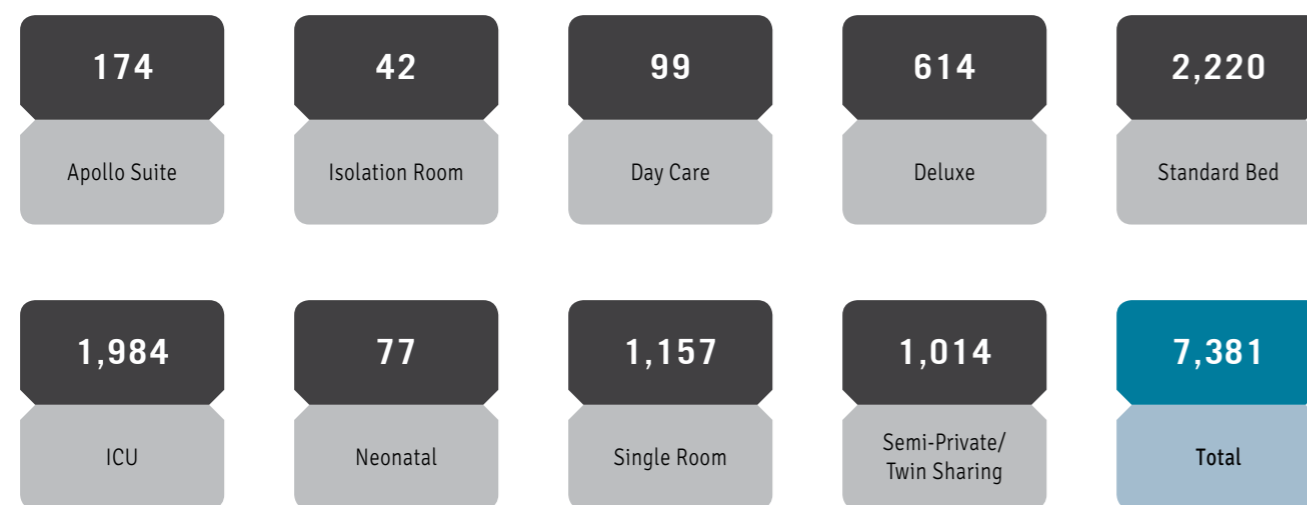 174
Apollo Suite
42
Isolation Room
99
Day Care
614
Deluxe
2,220
Standard Bed
1,984
ICU
77
Neonatal
1,157
Single Room
1,014
Semi-Private/
Twin Sharing
7,381
Total